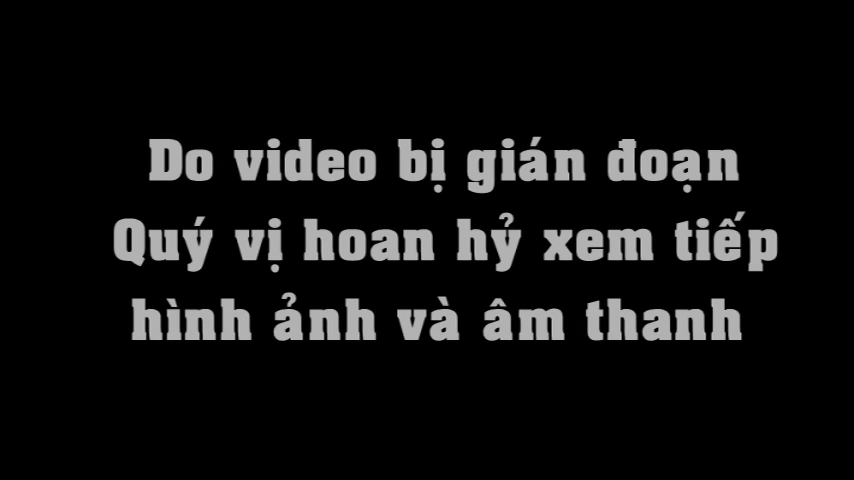 Do video bị gián đoạn
Quý vị hoan hỷ xem tiếp
hình ảnh và âm thanh